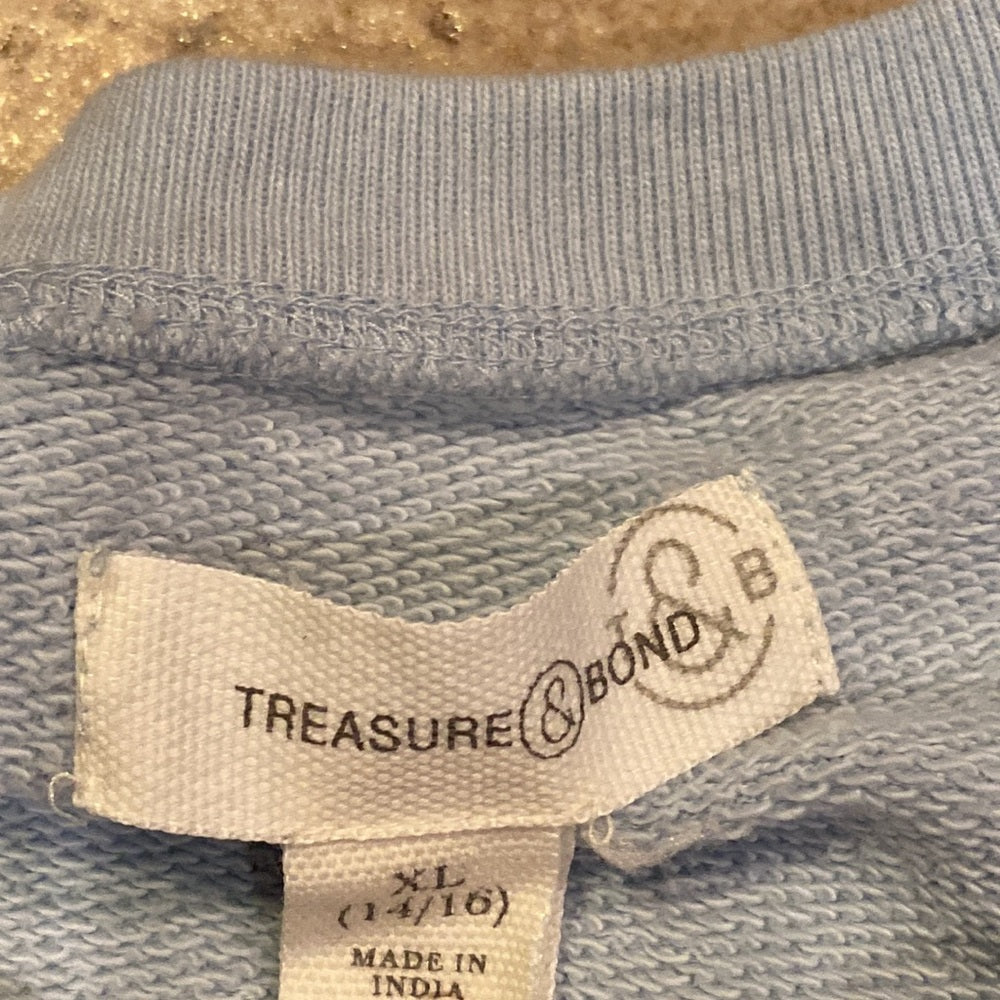 TREASURE & BOND
& B
XL
(14/16)
MADE IN
INDIA